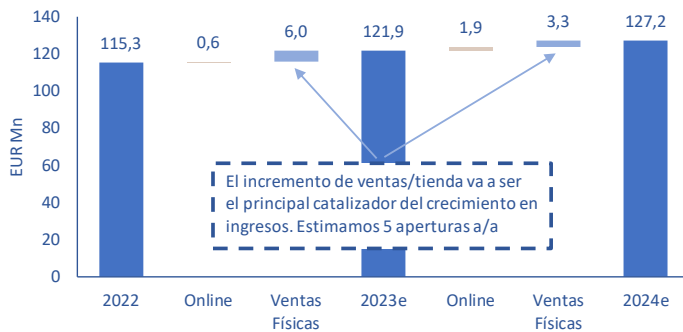 140
120
100
80
60
40
20
0
EUR Mn
115,3
0,6
6,0
121,9
1,9
3,3
127,2
El incremento de ventas/tienda va a ser
el principal catalizador del crecimiento en
ingresos. Estimamos 5 aperturas a/a
2022
Online
Ventas
Físicas
2023e
Online
Ventas
Físicas
2024e